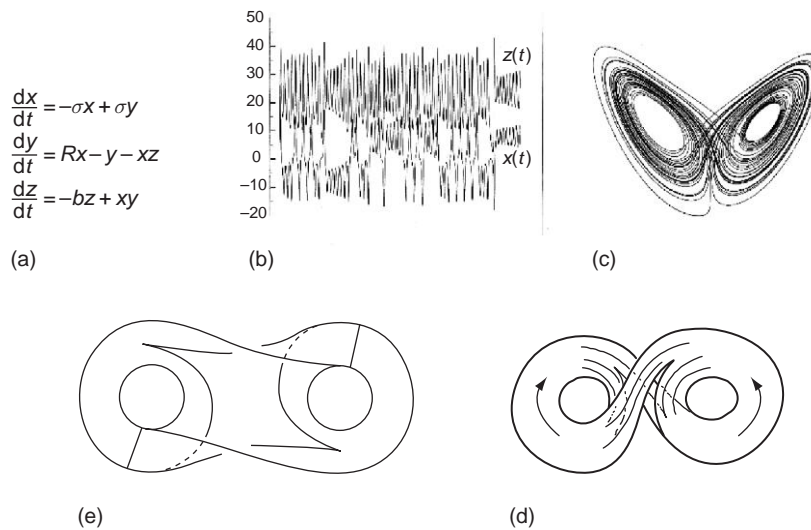 dx/dt = −σx + σy
dy/dt = Rx − y − xz
dz/dt = −bz + xy
(a)
50
40
30
20
10
0
−10
−20
z(t)
x(t)
(b)
(c)
(e)
(d)